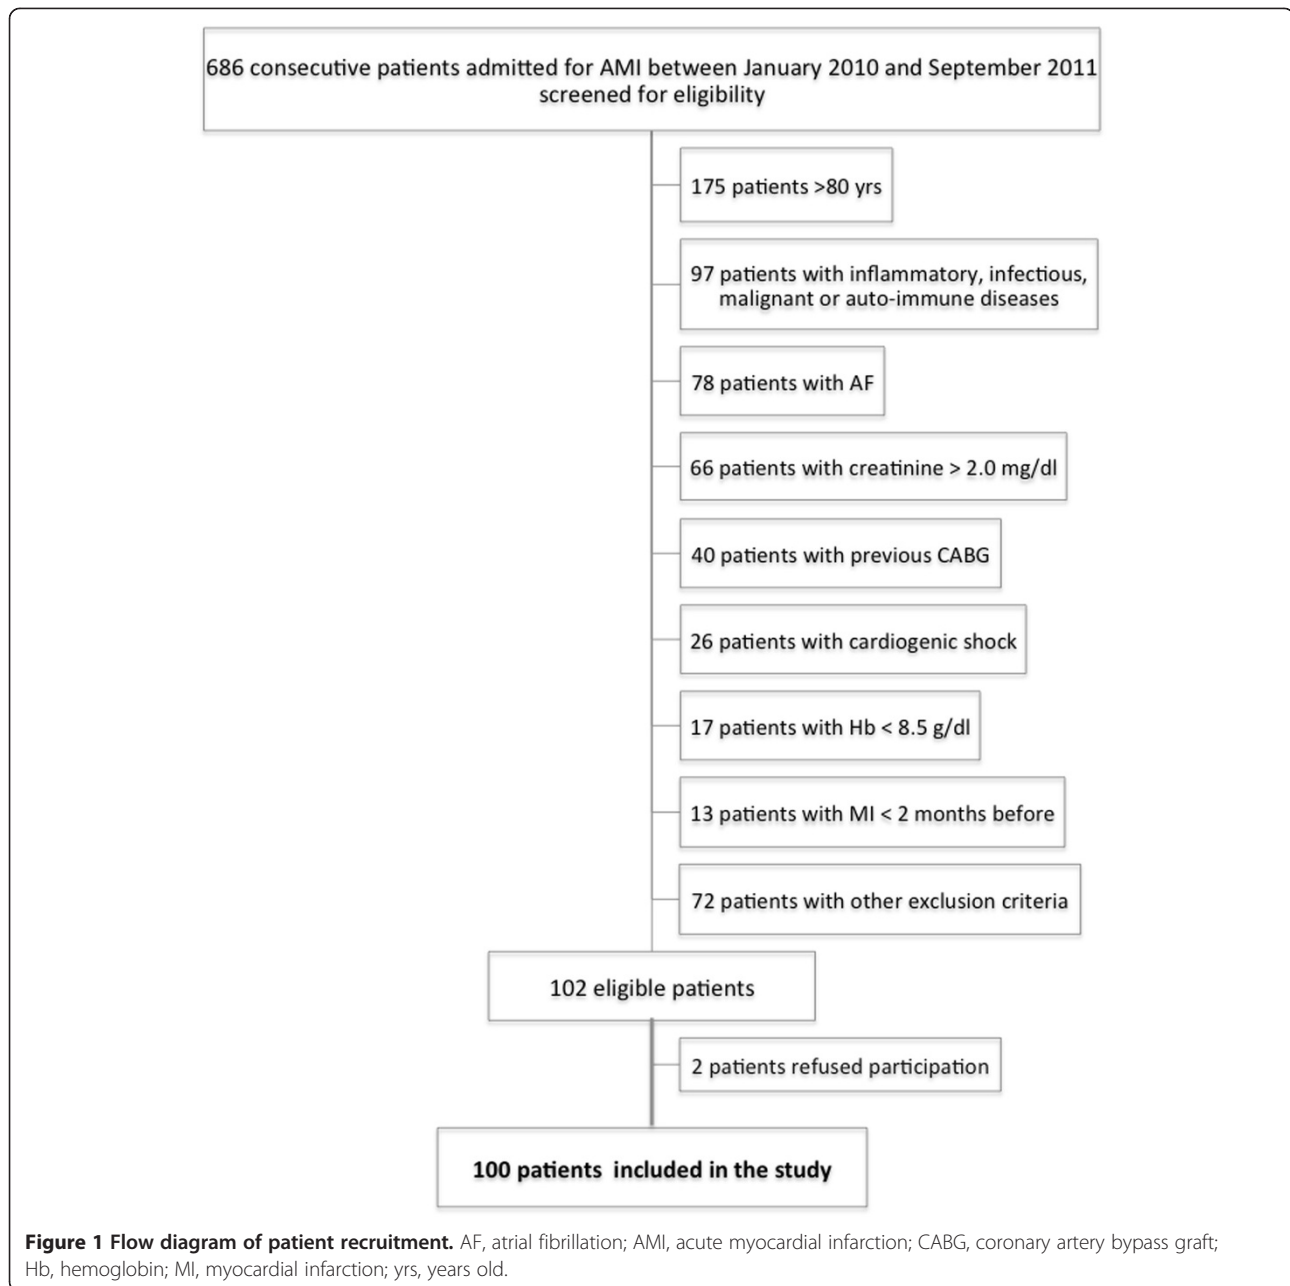 686 consecutive patients admitted for AMI between January 2010 and September 2011
screened for eligibility
175 patients >80 yrs
97 patients with inflammatory, infectious,
malignant or auto-immune diseases
78 patients with AF
66 patients with creatinine > 2.0 mg/dl
40 patients with previous CABG
26 patients with cardiogenic shock
17 patients with Hb < 8.5 g/dl
13 patients with MI < 2 months before
72 patients with other exclusion criteria
102 eligible patients
2 patients refused participation
100 patients included in the study
Figure 1 Flow diagram of patient recruitment. AF, atrial fibrillation; AMI, acute myocardial infarction; CABG, coronary artery bypass graft;
Hb, hemoglobin; MI, myocardial infarction; yrs, years old.